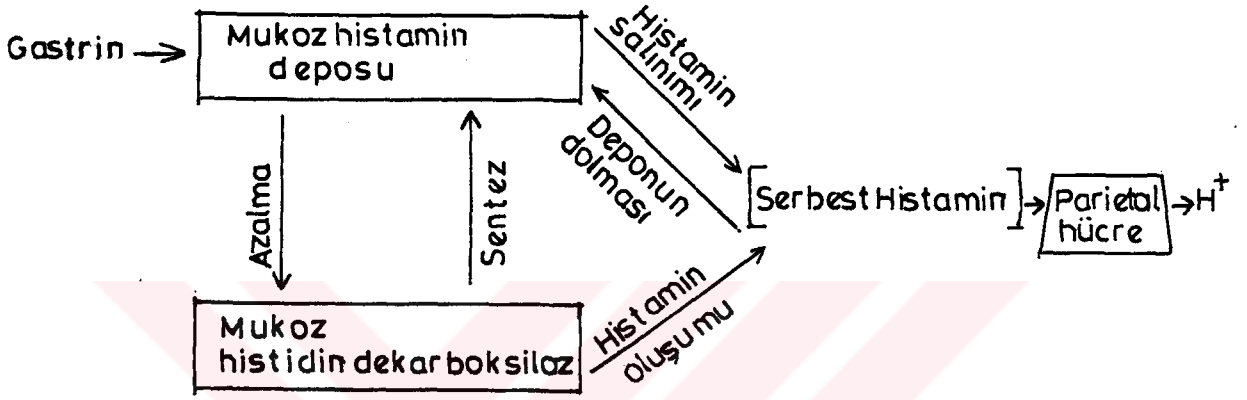 Gastrin
Mukoz histamin
deposu
Histamin
salınımı
Deponun
dolması
Azalma
Sentez
[Serbest Histamin]
Parietal
hücre
H⁺
Mukoz
histidin dekarboksilaz
Histamin
oluşumu